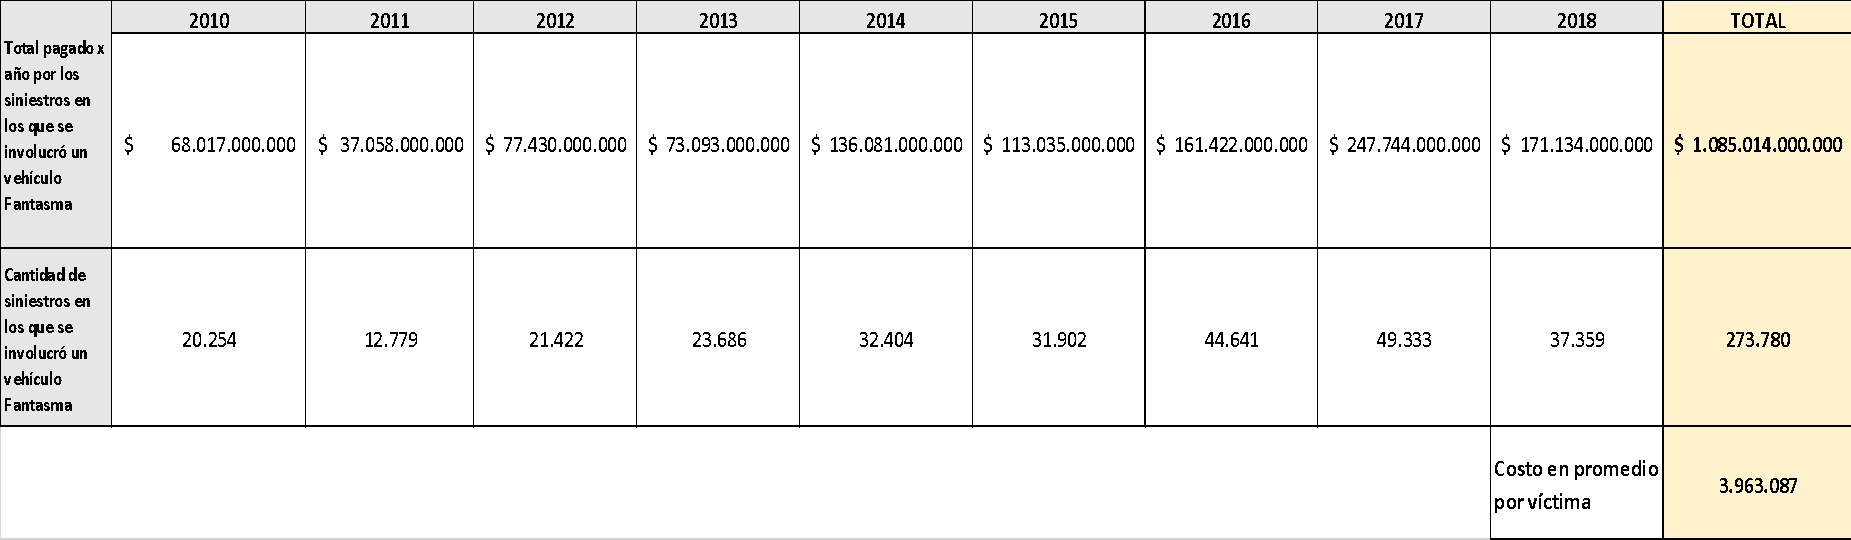 2010 2011 2012 2013 2014 2015 2016 2017 2018 TOTAL
Total pagado x
año por los
siniestros en
los que se
involucró un
vehículo
Fantasma
$ 68.017.000.000 $ 37.058.000.000 $ 77.430.000.000 $ 73.093.000.000 $ 136.081.000.000 $ 113.035.000.000 $ 161.422.000.000 $ 247.744.000.000 $ 171.134.000.000 $ 1.085.014.000.000
Cantidad de
siniestros en
los que se
involucró un
vehículo
Fantasma
20.254 12.779 21.422 23.686 32.404 31.902 44.641 49.333 37.359 273.780
Costo en promedio
por víctima
3.963.087